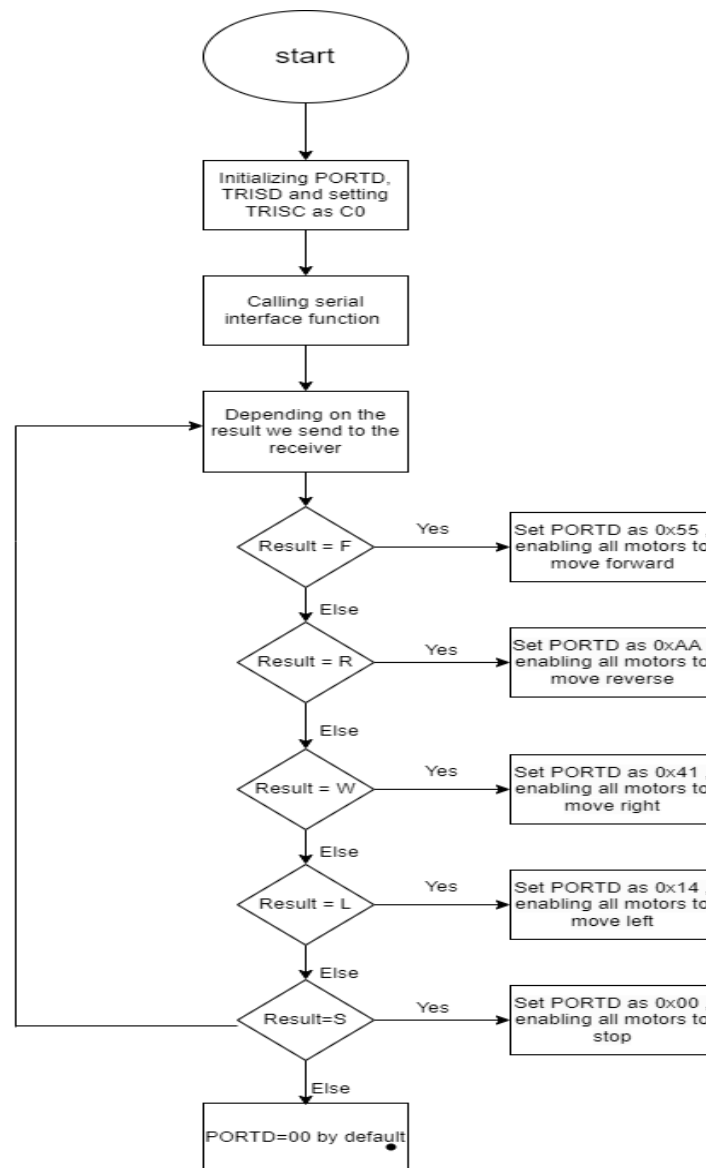 start
Initializing PORTD,
TRISD and setting
TRISC as C0
Calling serial
interface function
Depending on the
result we send to the
receiver
Result = F
Yes
Set PORTD as 0x55 ,
enabling all motors to
move forward
Else
Result = R
Yes
Set PORTD as 0xAA
enabling all motors to
move reverse
Else
Result = W
Yes
Set PORTD as 0x41 ,
enabling all motors to
move right
Else
Result = L
Yes
Set PORTD as 0x14 ,
enabling all motors to
move left
Else
Result=S
Yes
Set PORTD as 0x00 ,
enabling all motors to
stop
Else
PORTD=00 by default